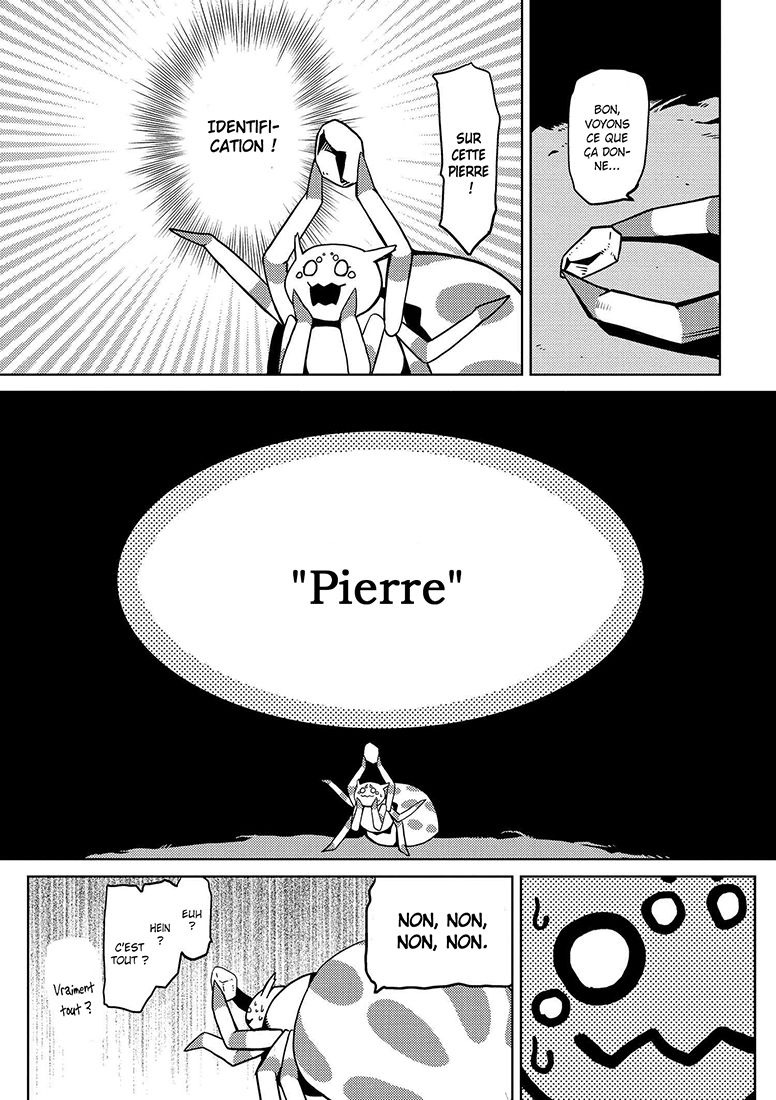 BON,
VOYONS
CE QUE
ÇA DON-
NE...
SUR
CETTE
PIERRE
!
IDENTIFI-
CATION !
"Pierre"
NON, NON,
NON, NON.
EUH
?
HEIN
?
C'EST
TOUT ?
Vraiment
tout ?